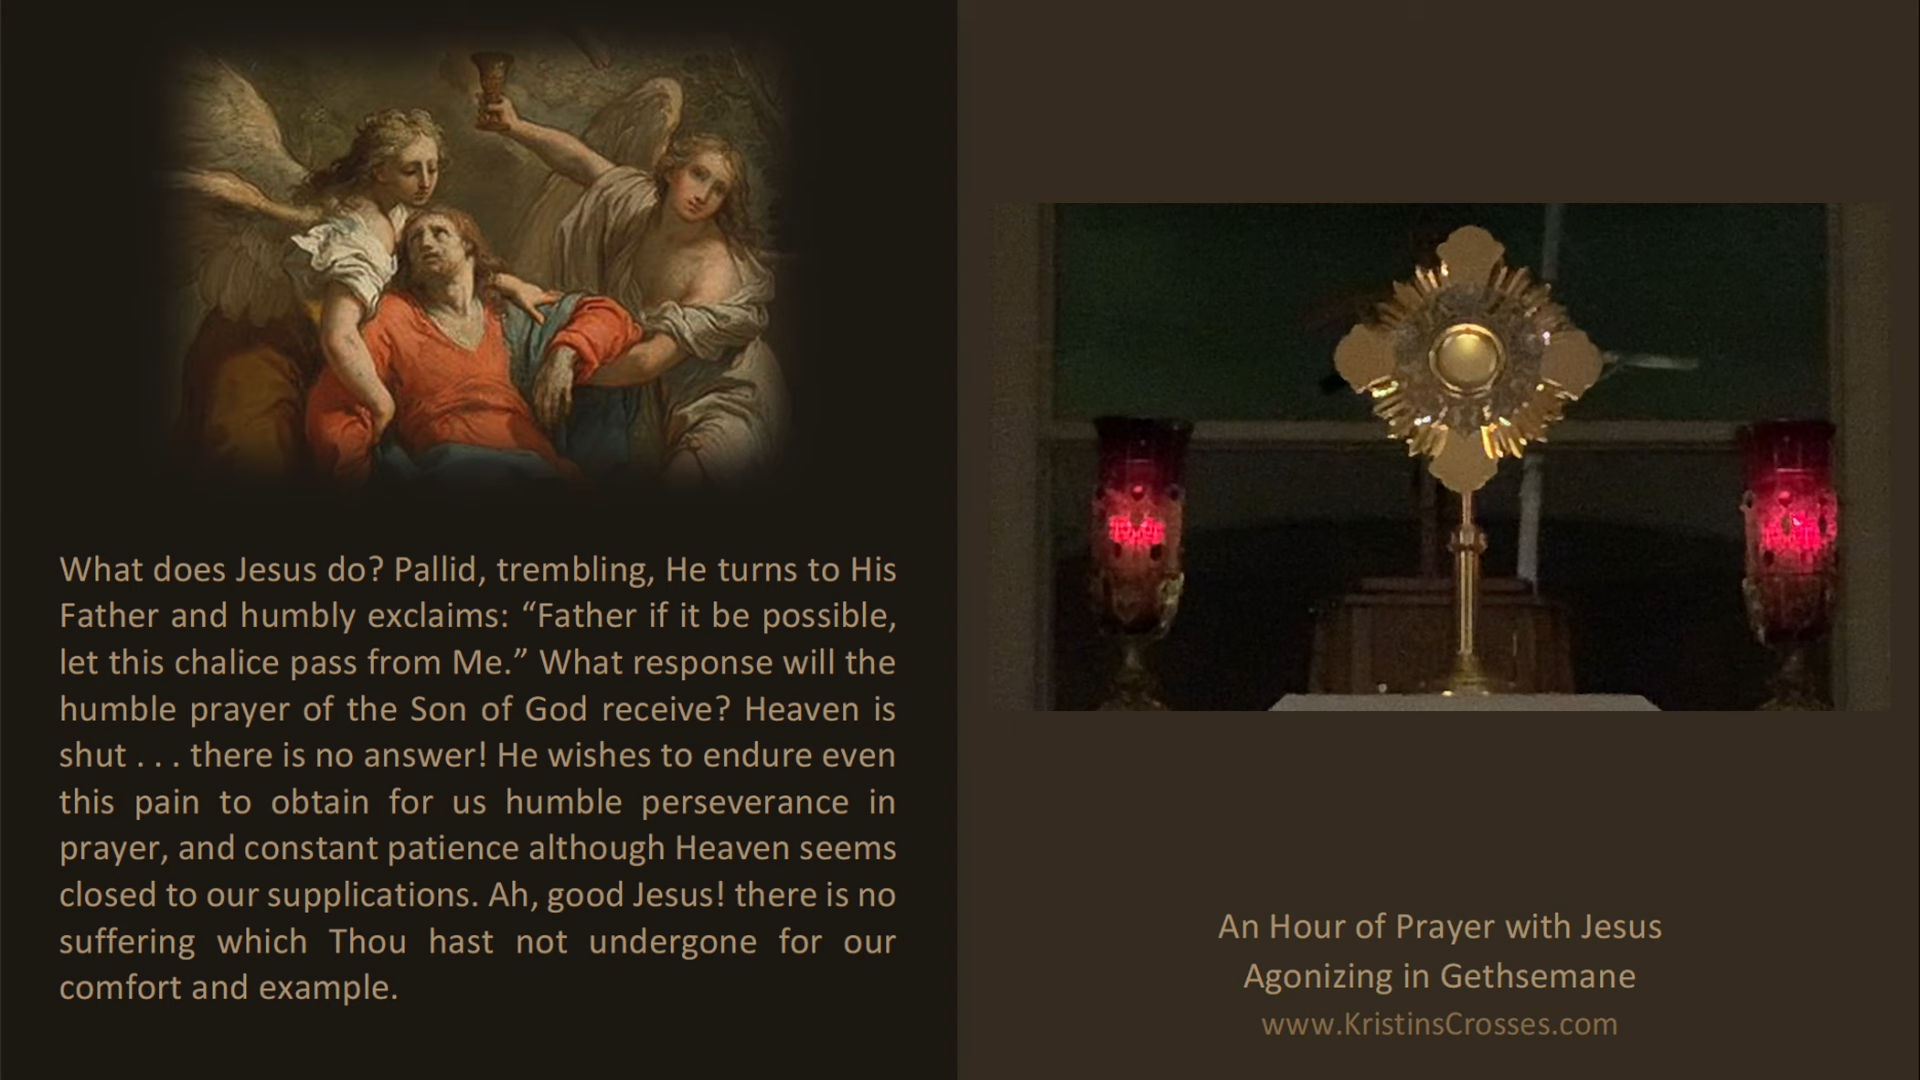 What does Jesus do? Pallid, trembling, He turns to His
Father and humbly exclaims: “Father if it be possible,
let this chalice pass from Me.” What response will the
humble prayer of the Son of God receive? Heaven is
shut . . . there is no answer! He wishes to endure even
this pain to obtain for us humble perseverance in
prayer, and constant patience although Heaven seems
closed to our supplications. Ah, good Jesus! there is no
suffering which Thou hast not undergone for our
comfort and example.
An Hour of Prayer with Jesus
Agonizing in Gethsemane
www.KristinsCrosses.com